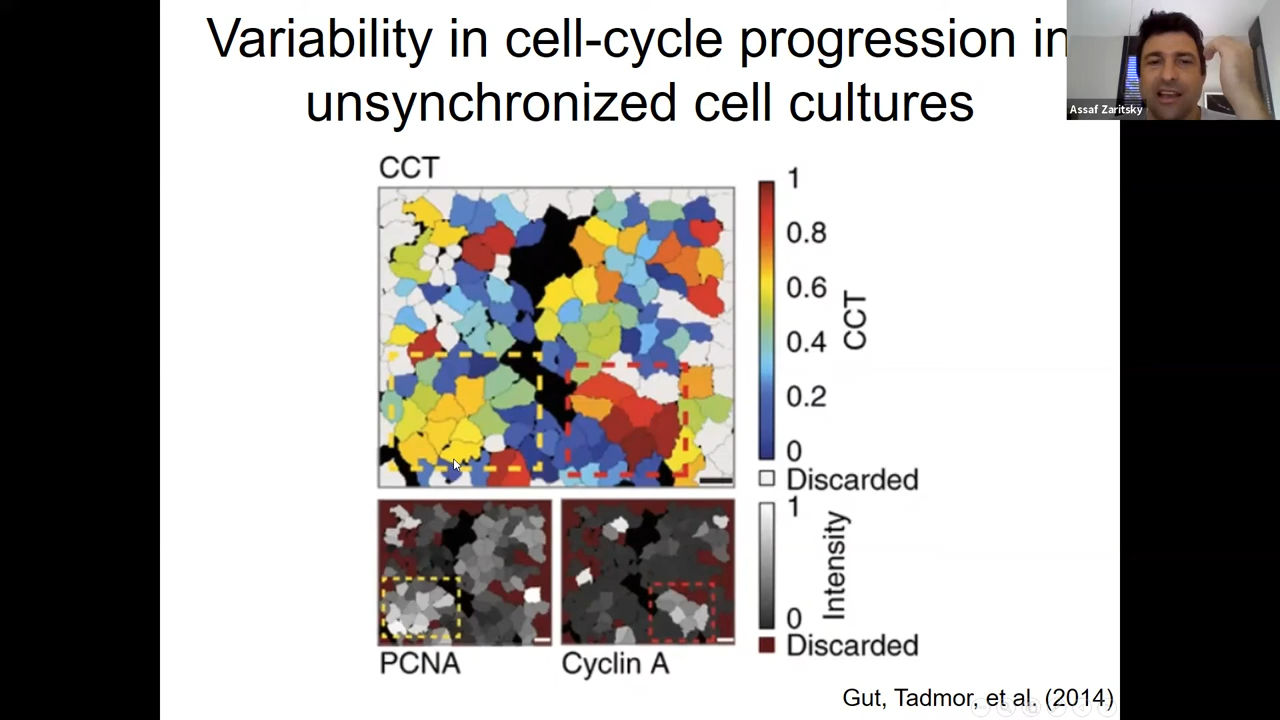 Variability in cell-cycle progression in
unsynchronized cell cultures
Assaf Zaritsky
CCT
1
0.8
0.6
0.4
0.2
0
CCT
Discarded
1
0
Intensity
Discarded
PCNA
Cyclin A
Gut, Tadmor, et al. (2014)